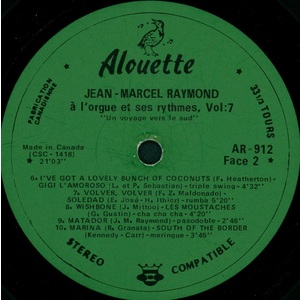 Alouette
FABRICATION
CANADIENNE
33 1/3 TOURS
JEAN-MARCEL RAYMOND
à l'orgue et ses rythmes, Vol:7
"Un voyage vers le sud"
Made in Canada
(CSC-1418)
21'03"
AR-912
Face 2
6. I'VE GOT A LOVELY BUNCH OF COCONUTS (F. Heatherton)
GIGI L'AMOROSO (L. et P. Sebastián) triple swing - 4'32"
7. VOLVER, VOLVER (F. Z. Maldonado)
SOLEDAD (E. José - H. Ithier) rumba 5'20"
8. WISHBONE (J. Mittoo) - LES MOUSTACHES
(G. Gustin) cha cha cha - 4'20"
9. MATADOR (J. M. Raymond) - pasodoble - 2'46"
10. MARINA (R. Granata) - SOUTH OF THE BORDER
(Kennedy - Carr) - meringue - 3'45"
STEREO
COMPATIBLE